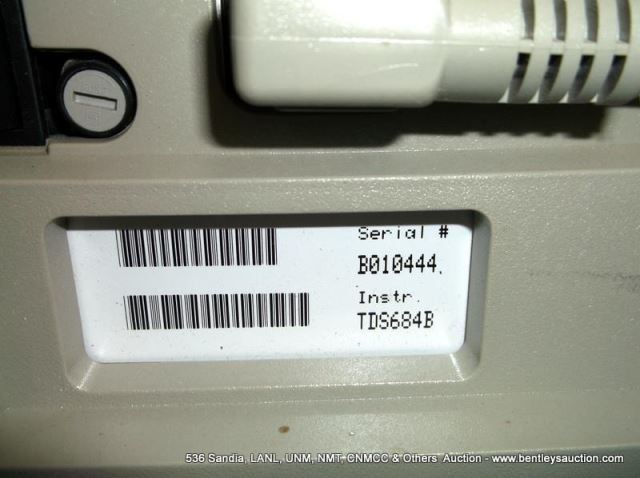 Serial #
B010444.
Instr.
TDS684B
536 Sandia, LANL, UNM, NMT, CNMCC & Others Auction - www.bentleysauction.com